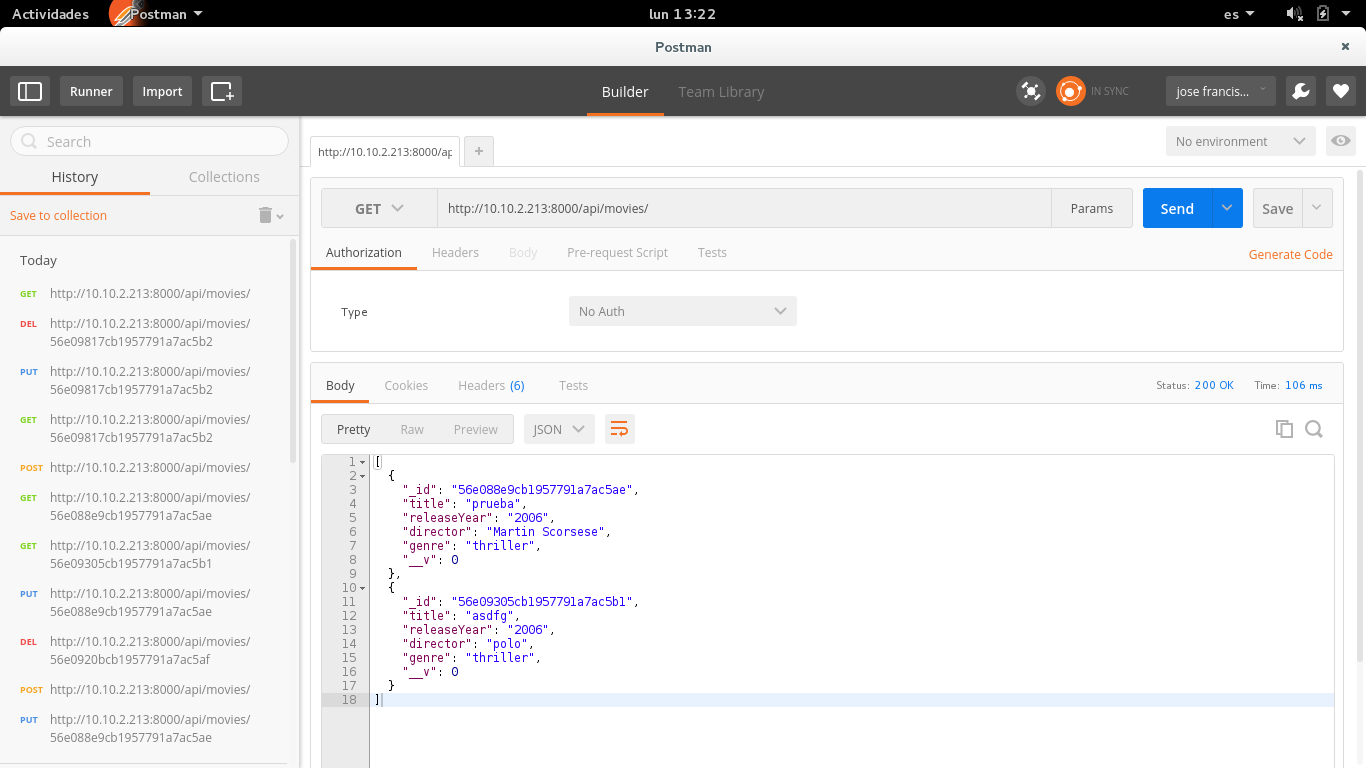 Actividades Postman lun 13:22 es
Postman
Runner Import Builder Team Library IN SYNC jose francis...
Search
History Collections
Save to collection
Today
GET http://10.10.2.213:8000/api/movies/
DEL http://10.10.2.213:8000/api/movies/
56e09817cb1957791a7ac5b2
PUT http://10.10.2.213:8000/api/movies/
56e09817cb1957791a7ac5b2
GET http://10.10.2.213:8000/api/movies/
56e09817cb1957791a7ac5b2
POST http://10.10.2.213:8000/api/movies/
GET http://10.10.2.213:8000/api/movies/
56e088e9cb1957791a7ac5ae
GET http://10.10.2.213:8000/api/movies/
56e09305cb1957791a7ac5b1
PUT http://10.10.2.213:8000/api/movies/
56e088e9cb1957791a7ac5ae
DEL http://10.10.2.213:8000/api/movies/
56e0920bcb1957791a7ac5af
POST http://10.10.2.213:8000/api/movies/
PUT http://10.10.2.213:8000/api/movies/
56e088e9cb1957791a7ac5ae
http://10.10.2.213:8000/ap + No environment
GET http://10.10.2.213:8000/api/movies/ Params Send Save
Authorization Headers Body Pre-request Script Tests Generate Code
Type No Auth
Body Cookies Headers (6) Tests Status: 200 OK Time: 106 ms
Pretty Raw Preview JSON
1 [
2 {
3 "_id": "56e088e9cb1957791a7ac5ae",
4 "title": "prueba",
5 "releaseYear": "2006",
6 "director": "Martin Scorsese",
7 "genre": "thriller",
8 "__v": 0
9 },
10 {
11 "_id": "56e09305cb1957791a7ac5b1",
12 "title": "asdfg",
13 "releaseYear": "2006",
14 "director": "polo",
15 "genre": "thriller",
16 "__v": 0
17 }
18 ]